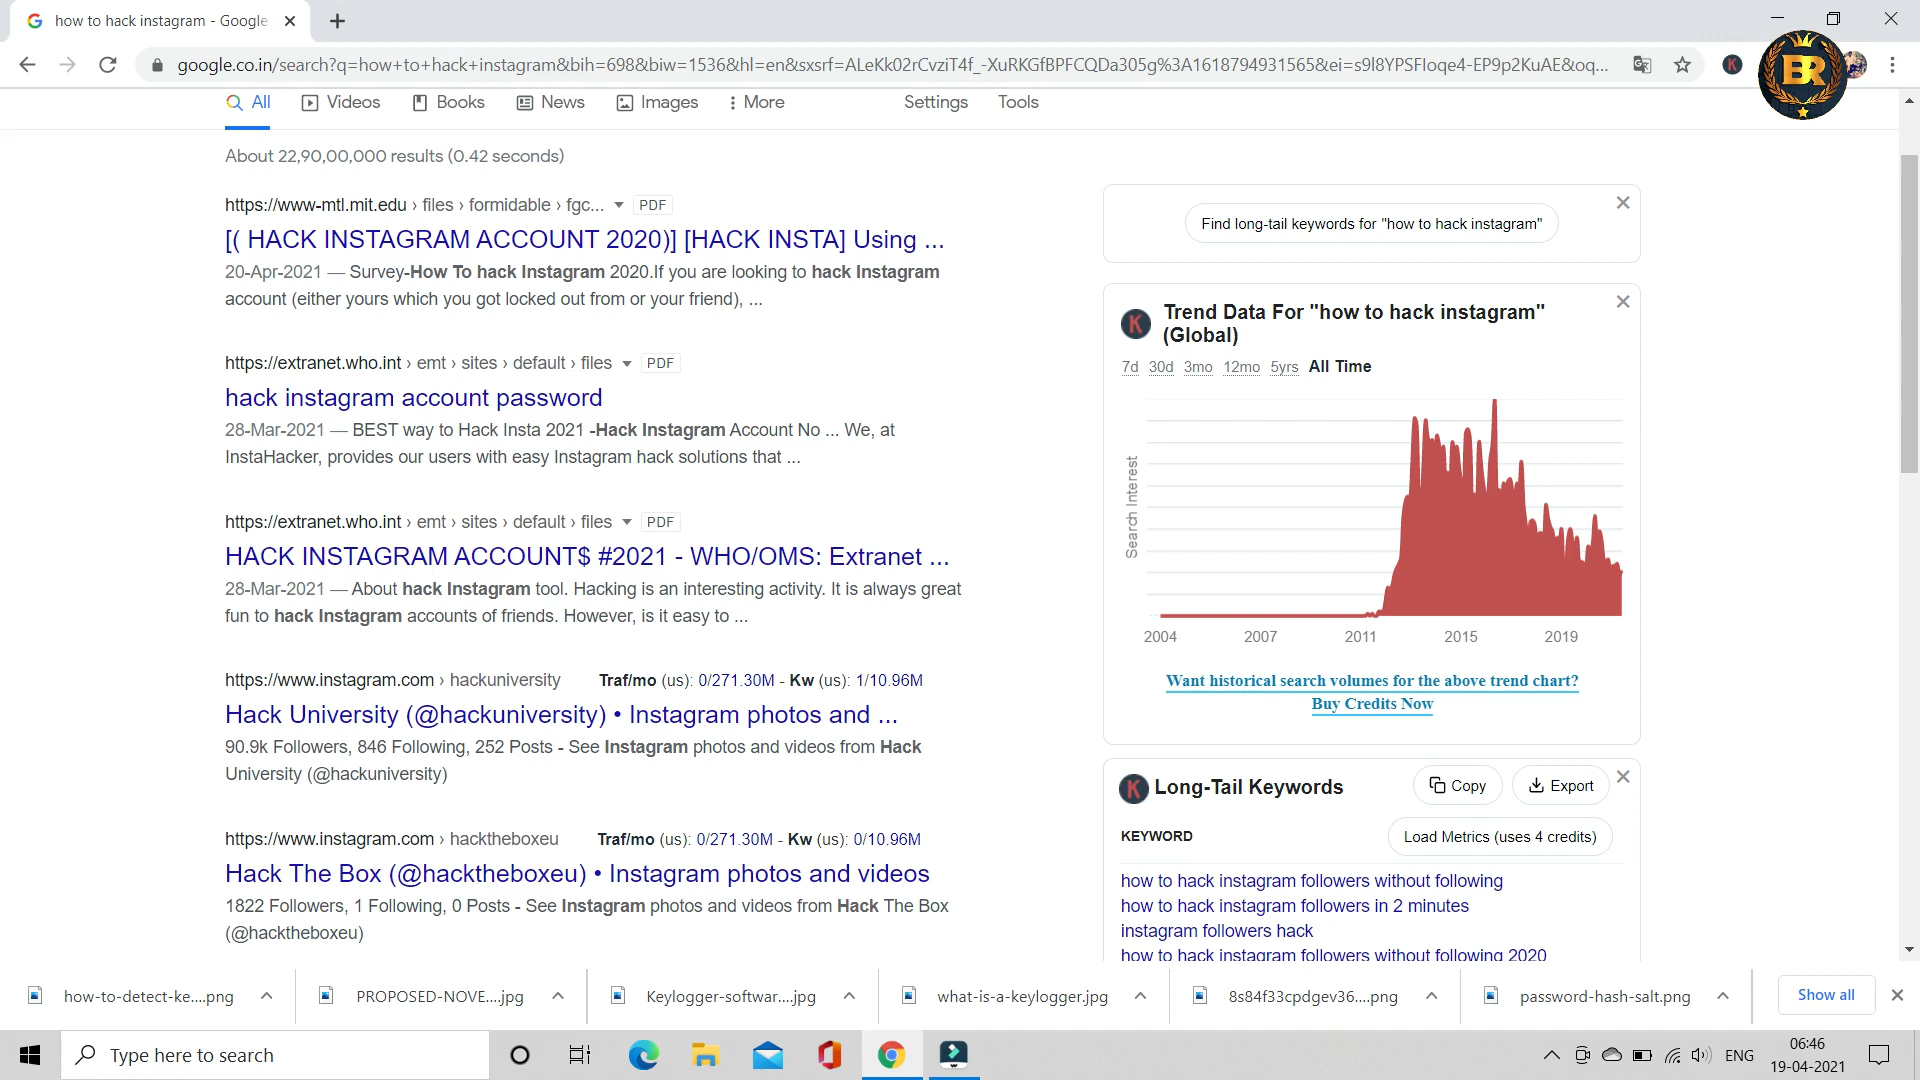 how to hack instagram - Google
google.co.in/search?q=how+to+hack+instagram&bih=698&biw=1536&hl=en&sxsrf=ALeKk02rCvziT4f_-XuRKGfBPFCQDa305g%3A1618794931565&ei=s9l8YPSFIoqe4-EP9p2KuAE&oq...
BR
All Videos Books News Images More Settings Tools
About 22,90,00,000 results (0.42 seconds)
https://www-mtl.mit.edu › files › formidable › fgc... PDF
[( HACK INSTAGRAM ACCOUNT 2020)] [HACK INSTA] Using ...
20-Apr-2021 — Survey-How To hack Instagram 2020.If you are looking to hack Instagram
account (either yours which you got locked out from or your friend), ...
https://extranet.who.int › emt › sites › default › files PDF
hack instagram account password
28-Mar-2021 — BEST way to Hack Insta 2021 -Hack Instagram Account No ... We, at
InstaHacker, provides our users with easy Instagram hack solutions that ...
https://extranet.who.int › emt › sites › default › files PDF
HACK INSTAGRAM ACCOUNT$ #2021 - WHO/OMS: Extranet ...
28-Mar-2021 — About hack Instagram tool. Hacking is an interesting activity. It is always great
fun to hack Instagram accounts of friends. However, is it easy to ...
https://www.instagram.com › hackuniversity Traf/mo (us): 0/271.30M - Kw (us): 1/10.96M
Hack University (@hackuniversity) • Instagram photos and ...
90.9k Followers, 846 Following, 252 Posts - See Instagram photos and videos from Hack
University (@hackuniversity)
https://www.instagram.com › hacktheboxeu Traf/mo (us): 0/271.30M - Kw (us): 0/10.96M
Hack The Box (@hacktheboxeu) • Instagram photos and videos
1822 Followers, 1 Following, 0 Posts - See Instagram photos and videos from Hack The Box
(@hacktheboxeu)
Find long-tail keywords for "how to hack instagram"
K
Trend Data For "how to hack instagram"
(Global)
7d 30d 3mo 12mo 5yrs All Time
Search Interest
2004 2007 2011 2015 2019
Want historical search volumes for the above trend chart?
Buy Credits Now
K Long-Tail Keywords Copy Export
KEYWORD Load Metrics (uses 4 credits)
how to hack instagram followers without following
how to hack instagram followers in 2 minutes
instagram followers hack
how to hack instagram followers without following 2020
how-to-detect-ke....png PROPOSED-NOVE....jpg Keylogger-softwar....jpg what-is-a-keylogger.jpg 8s84f33cpdgev36....png password-hash-salt.png Show all
Type here to search
ENG
06:46
19-04-2021